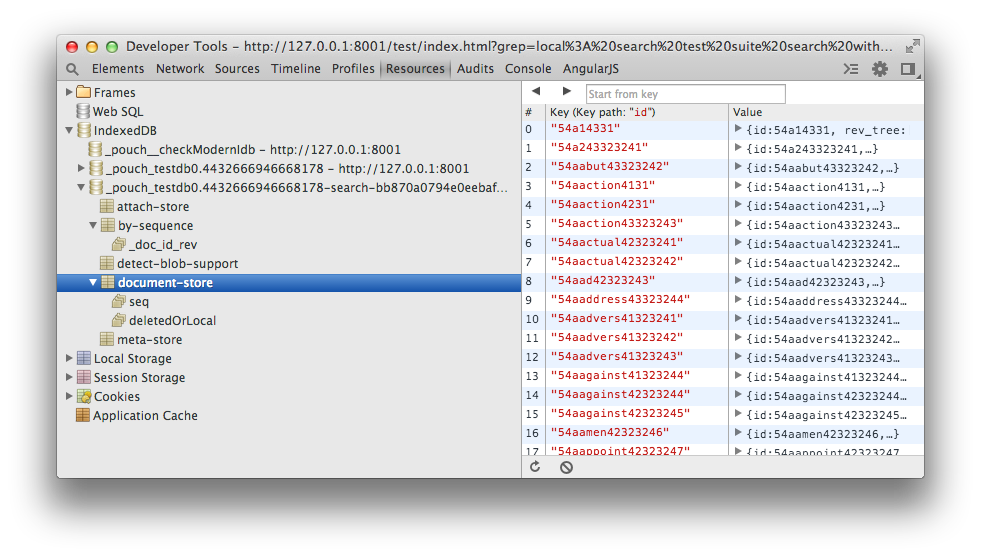 Developer Tools – http://127.0.0.1:8001/test/index.html?grep=local%3A%20search%20test%20suite%20search%20with…
Elements Network Sources Timeline Profiles Resources Audits Console AngularJS
Frames
Web SQL
IndexedDB
_pouch__checkModernIdb – http://127.0.0.1:8001
_pouch_testdb0.4432666946668178 – http://127.0.0.1:8001
_pouch_testdb0.4432666946668178-search-bb870a0794e0eebaf…
attach-store
by-sequence
_doc_id_rev
detect-blob-support
document-store
seq
deletedOrLocal
meta-store
Local Storage
Session Storage
Cookies
Application Cache
Start from key
# Key (Key path: "id") Value
0 "54a14331" {id:54a14331, rev_tree:
1 "54a243323241" {id:54a243323241,…}
2 "54aabut43323242" {id:54aabut43323242,…}
3 "54aaction4131" {id:54aaction4131,…}
4 "54aaction4231" {id:54aaction4231,…}
5 "54aaction43323243" {id:54aaction43323243…
6 "54aactual42323241" {id:54aactual42323241…
7 "54aactual42323242" {id:54aactual42323242…
8 "54aad42323243" {id:54aad42323243,…}
9 "54aaddress43323244" {id:54aaddress43323244…
10 "54aadvers41323241" {id:54aadvers41323241…
11 "54aadvers41323242" {id:54aadvers41323242…
12 "54aadvers41323243" {id:54aadvers41323243…
13 "54aagainst41323244" {id:54aagainst41323244…
14 "54aagainst42323244" {id:54aagainst42323244…
15 "54aagainst42323245" {id:54aagainst42323245…
16 "54aamen42323246" {id:54aamen42323246,…}
17 "54aappoint42323247" {id:54aappoint42323247